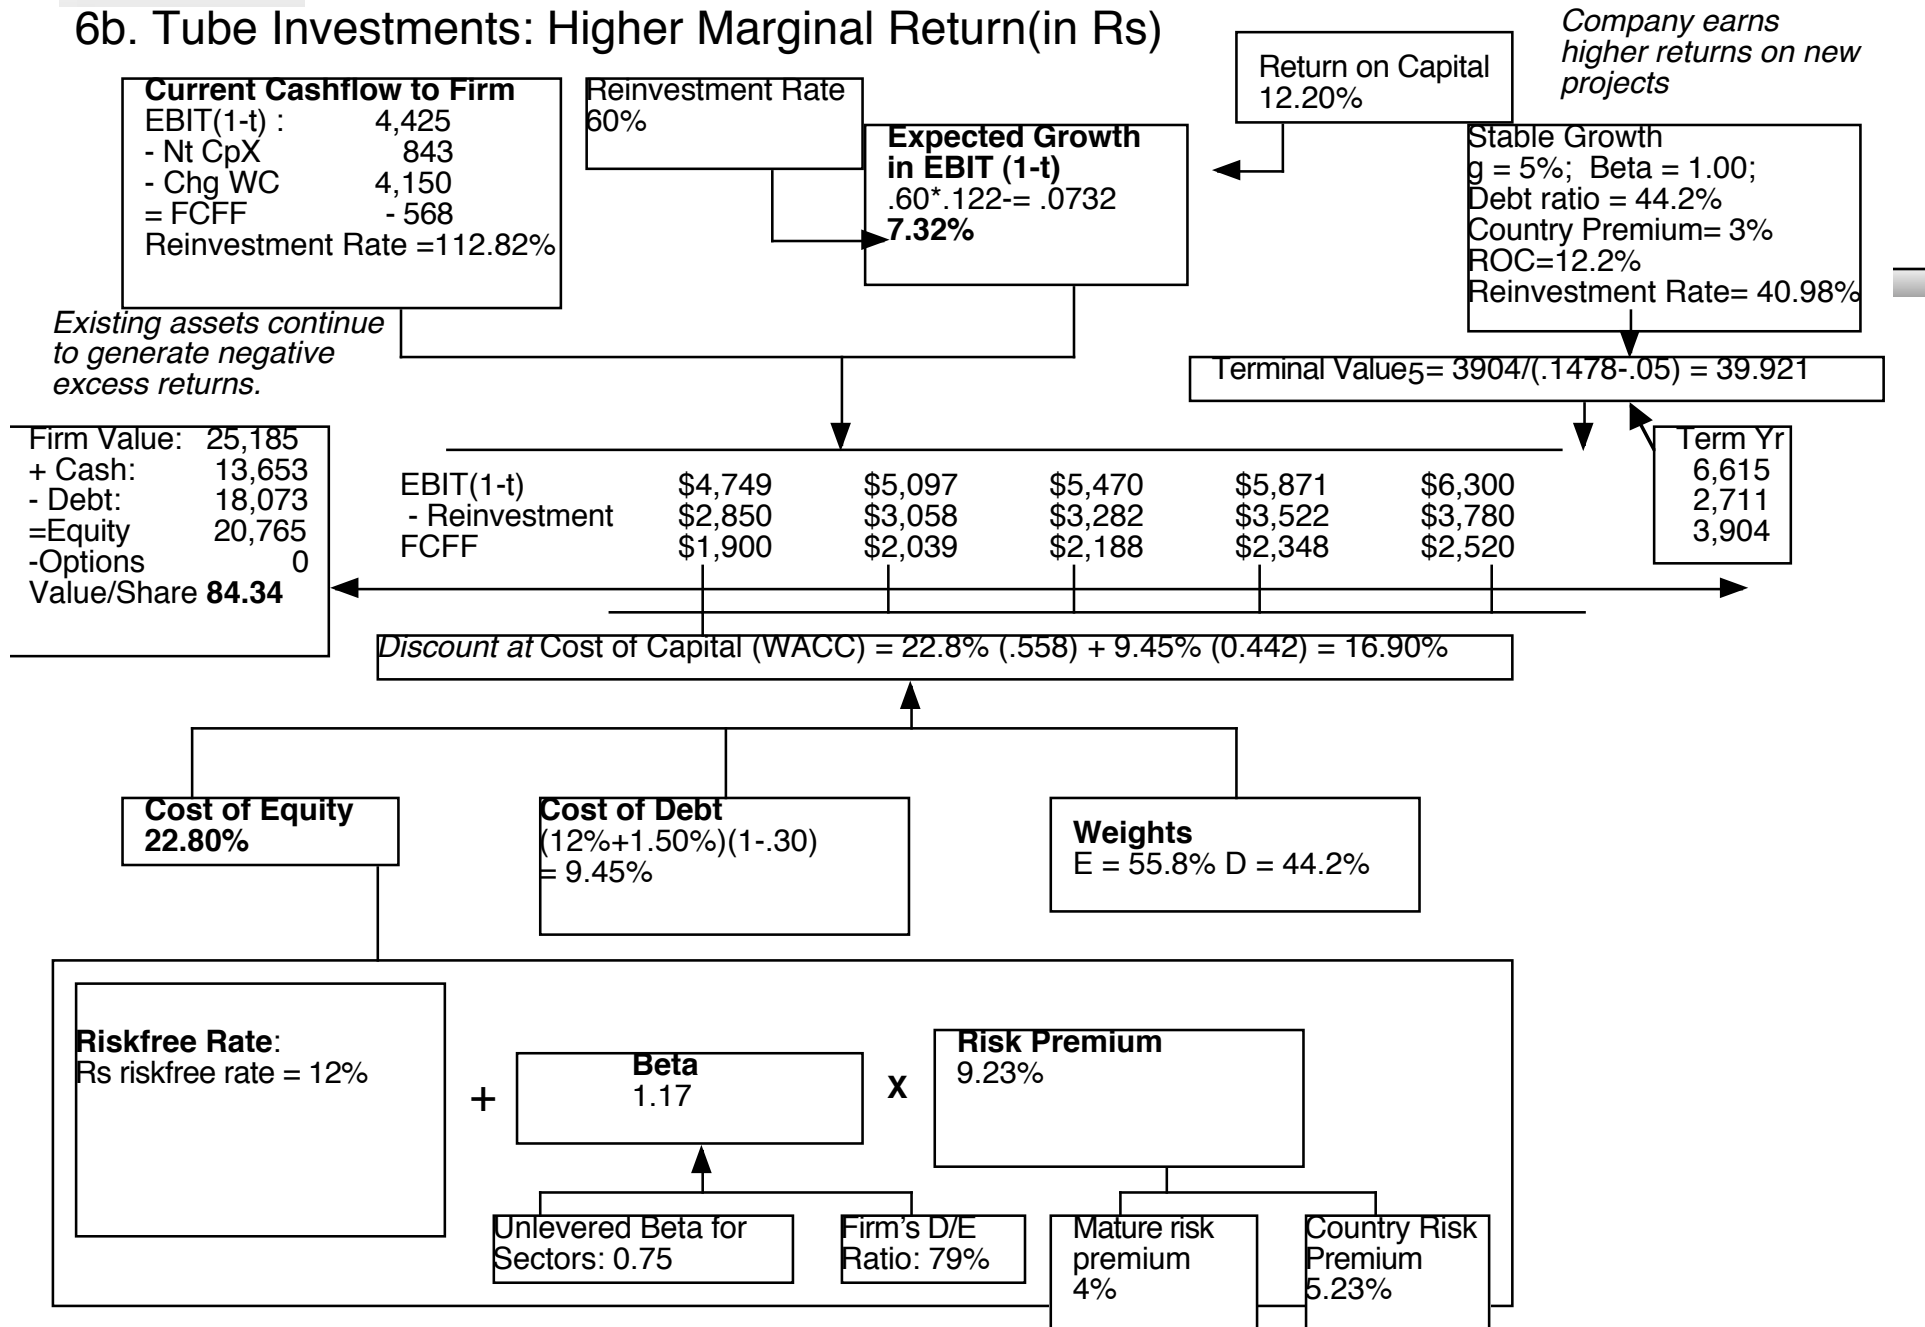 6b. Tube Investments: Higher Marginal Return(in Rs)
Company earns
higher returns on new
projects
Current Cashflow to Firm
EBIT(1-t) : 4,425
- Nt CpX 843
- Chg WC 4,150
= FCFF - 568
Reinvestment Rate =112.82%
Reinvestment Rate
60%
Expected Growth
in EBIT (1-t)
.60*.122-= .0732
7.32%
Return on Capital
12.20%
Stable Growth
g = 5%; Beta = 1.00;
Debt ratio = 44.2%
Country Premium= 3%
ROC=12.2%
Reinvestment Rate= 40.98%
Existing assets continue
to generate negative
excess returns.
Terminal Value5= 3904/(.1478-.05) = 39.921
Firm Value: 25,185
+ Cash: 13,653
- Debt: 18,073
=Equity 20,765
-Options 0
Value/Share 84.34
EBIT(1-t) $4,749 $5,097 $5,470 $5,871 $6,300
- Reinvestment $2,850 $3,058 $3,282 $3,522 $3,780
FCFF $1,900 $2,039 $2,188 $2,348 $2,520
Term Yr
6,615
2,711
3,904
Discount at Cost of Capital (WACC) = 22.8% (.558) + 9.45% (0.442) = 16.90%
Cost of Equity
22.80%
Cost of Debt
(12%+1.50%)(1-.30)
= 9.45%
Weights
E = 55.8% D = 44.2%
Riskfree Rate:
Rs riskfree rate = 12%
+
Beta
1.17
X
Risk Premium
9.23%
Unlevered Beta for
Sectors: 0.75
Firm's D/E
Ratio: 79%
Mature risk
premium
4%
Country Risk
Premium
5.23%